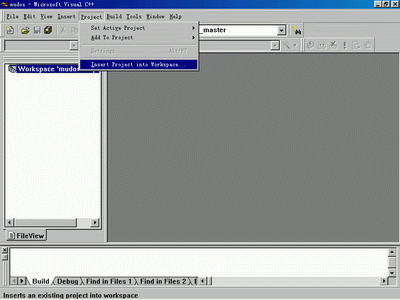 mudos - Microsoft Visual C++
File Edit View Insert Project Build Tools Window Help
Set Active Project
_master
Add To Project
Settings... Alt+F7
Insert Project into Workspace...
Workspace 'mudos
FileView
Build Debug Find in Files 1 Find in Files 2
Inserts an existing project into workspace